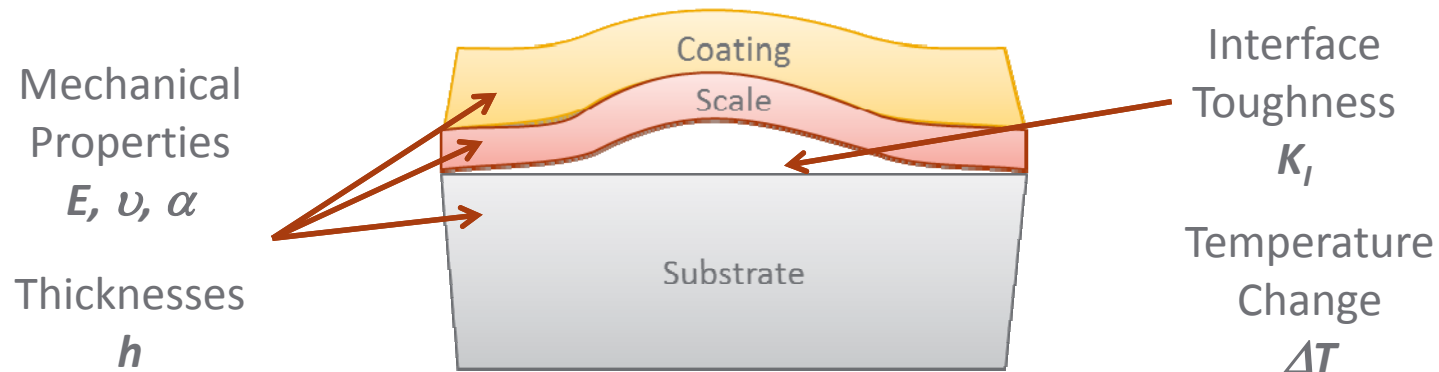 Mechanical
Properties
E, υ, α
Thicknesses
h
Coating
Scale
Substrate
Interface
Toughness
K_I
Temperature
Change
ΔT